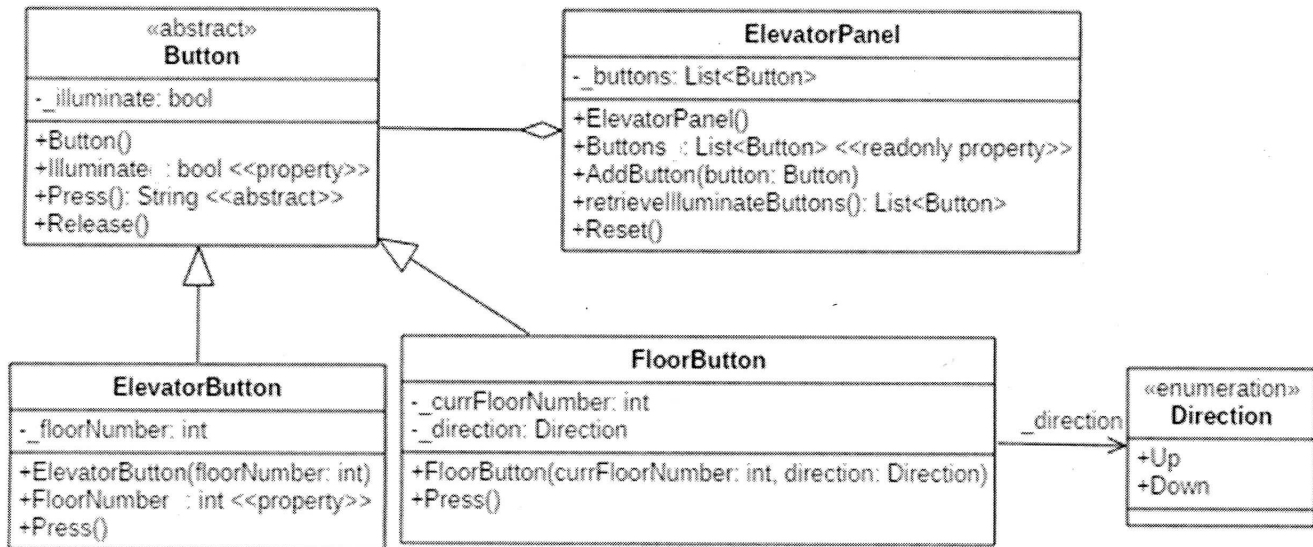 «abstract»
Button
-_illuminate: bool
+Button()
+Illuminate : bool <<property>>
+Press(): String <<abstract>>
+Release()
ElevatorPanel
-_buttons: List<Button>
+ElevatorPanel()
+Buttons : List<Button> <<readonly property>>
+AddButton(button: Button)
+retrieveIlluminateButtons(): List<Button>
+Reset()
ElevatorButton
-_floorNumber: int
+ElevatorButton(floorNumber: int)
+FloorNumber : int <<property>>
+Press()
FloorButton
-_currFloorNumber: int
-_direction: Direction
+FloorButton(currFloorNumber: int, direction: Direction)
+Press()
_direction
«enumeration»
Direction
+Up
+Down